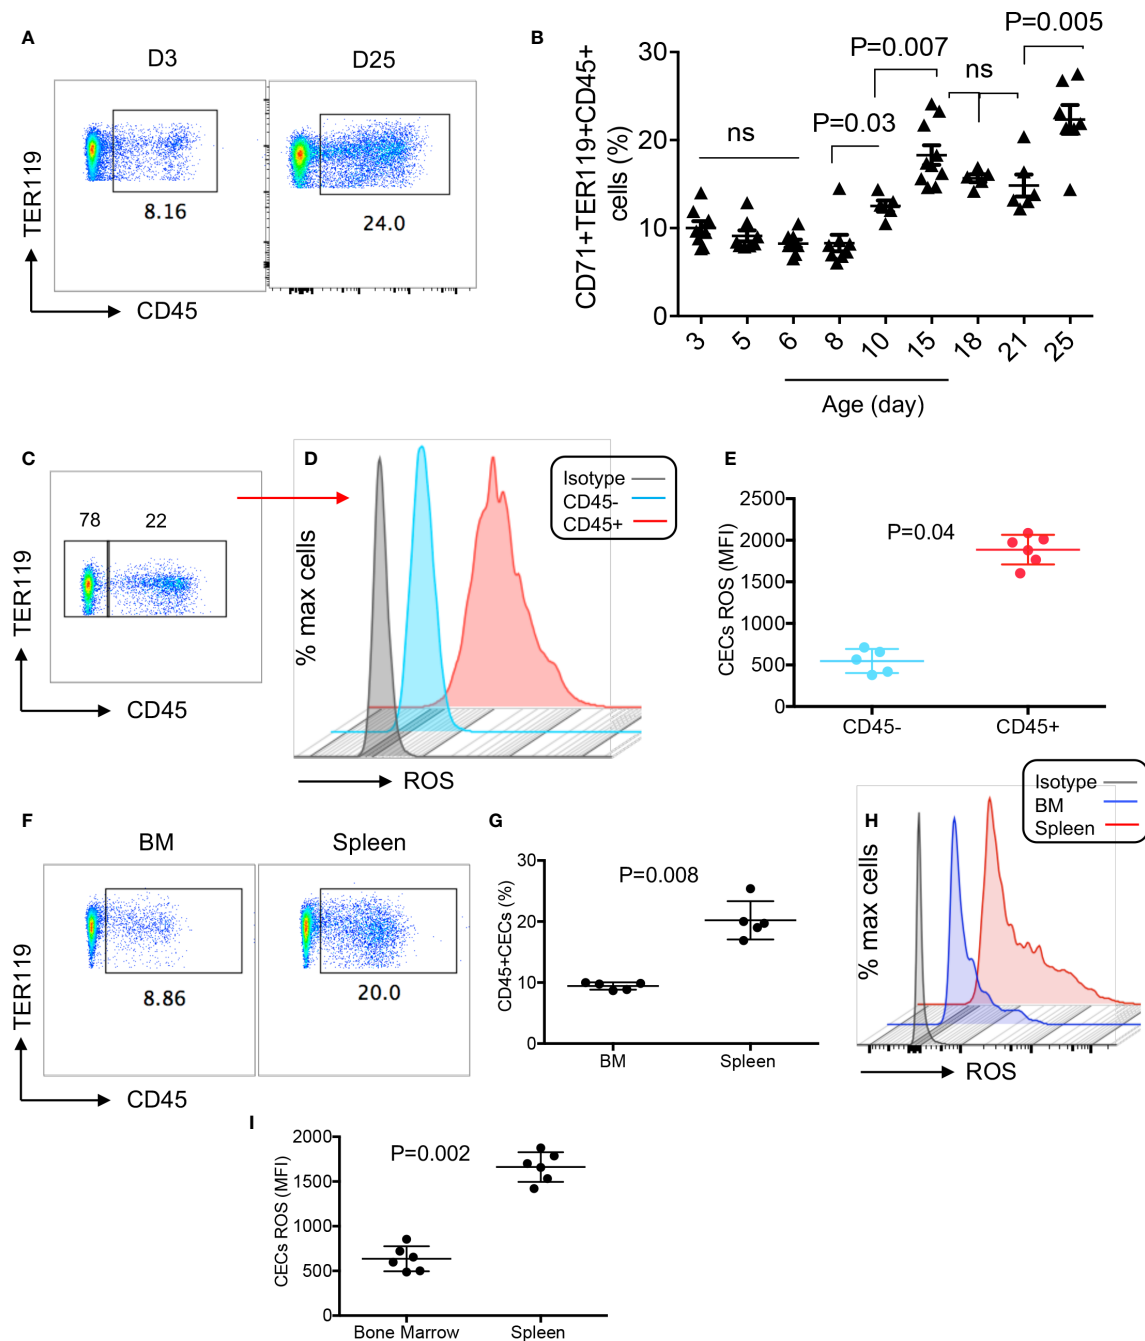 A
D3
D25
TER119
8.16
24.0
CD45
B
CD71+TER119+CD45+
cells (%)
30
20
10
0
ns
P=0.03
P=0.007
ns
P=0.005
3
5
6
8
10
15
18
21
25
Age (day)
C
78
22
TER119
CD45
D
Isotype
CD45-
CD45+
% max cells
ROS
E
CECs ROS (MFI)
2500
2000
1500
1000
500
0
P=0.04
CD45-
CD45+
F
BM
Spleen
TER119
8.86
20.0
CD45
G
CD45+CECs (%)
30
20
10
0
P=0.008
BM
Spleen
H
Isotype
BM
Spleen
% max cells
ROS
I
CECs ROS (MFI)
2000
1500
1000
500
0
P=0.002
Bone Marrow
Spleen